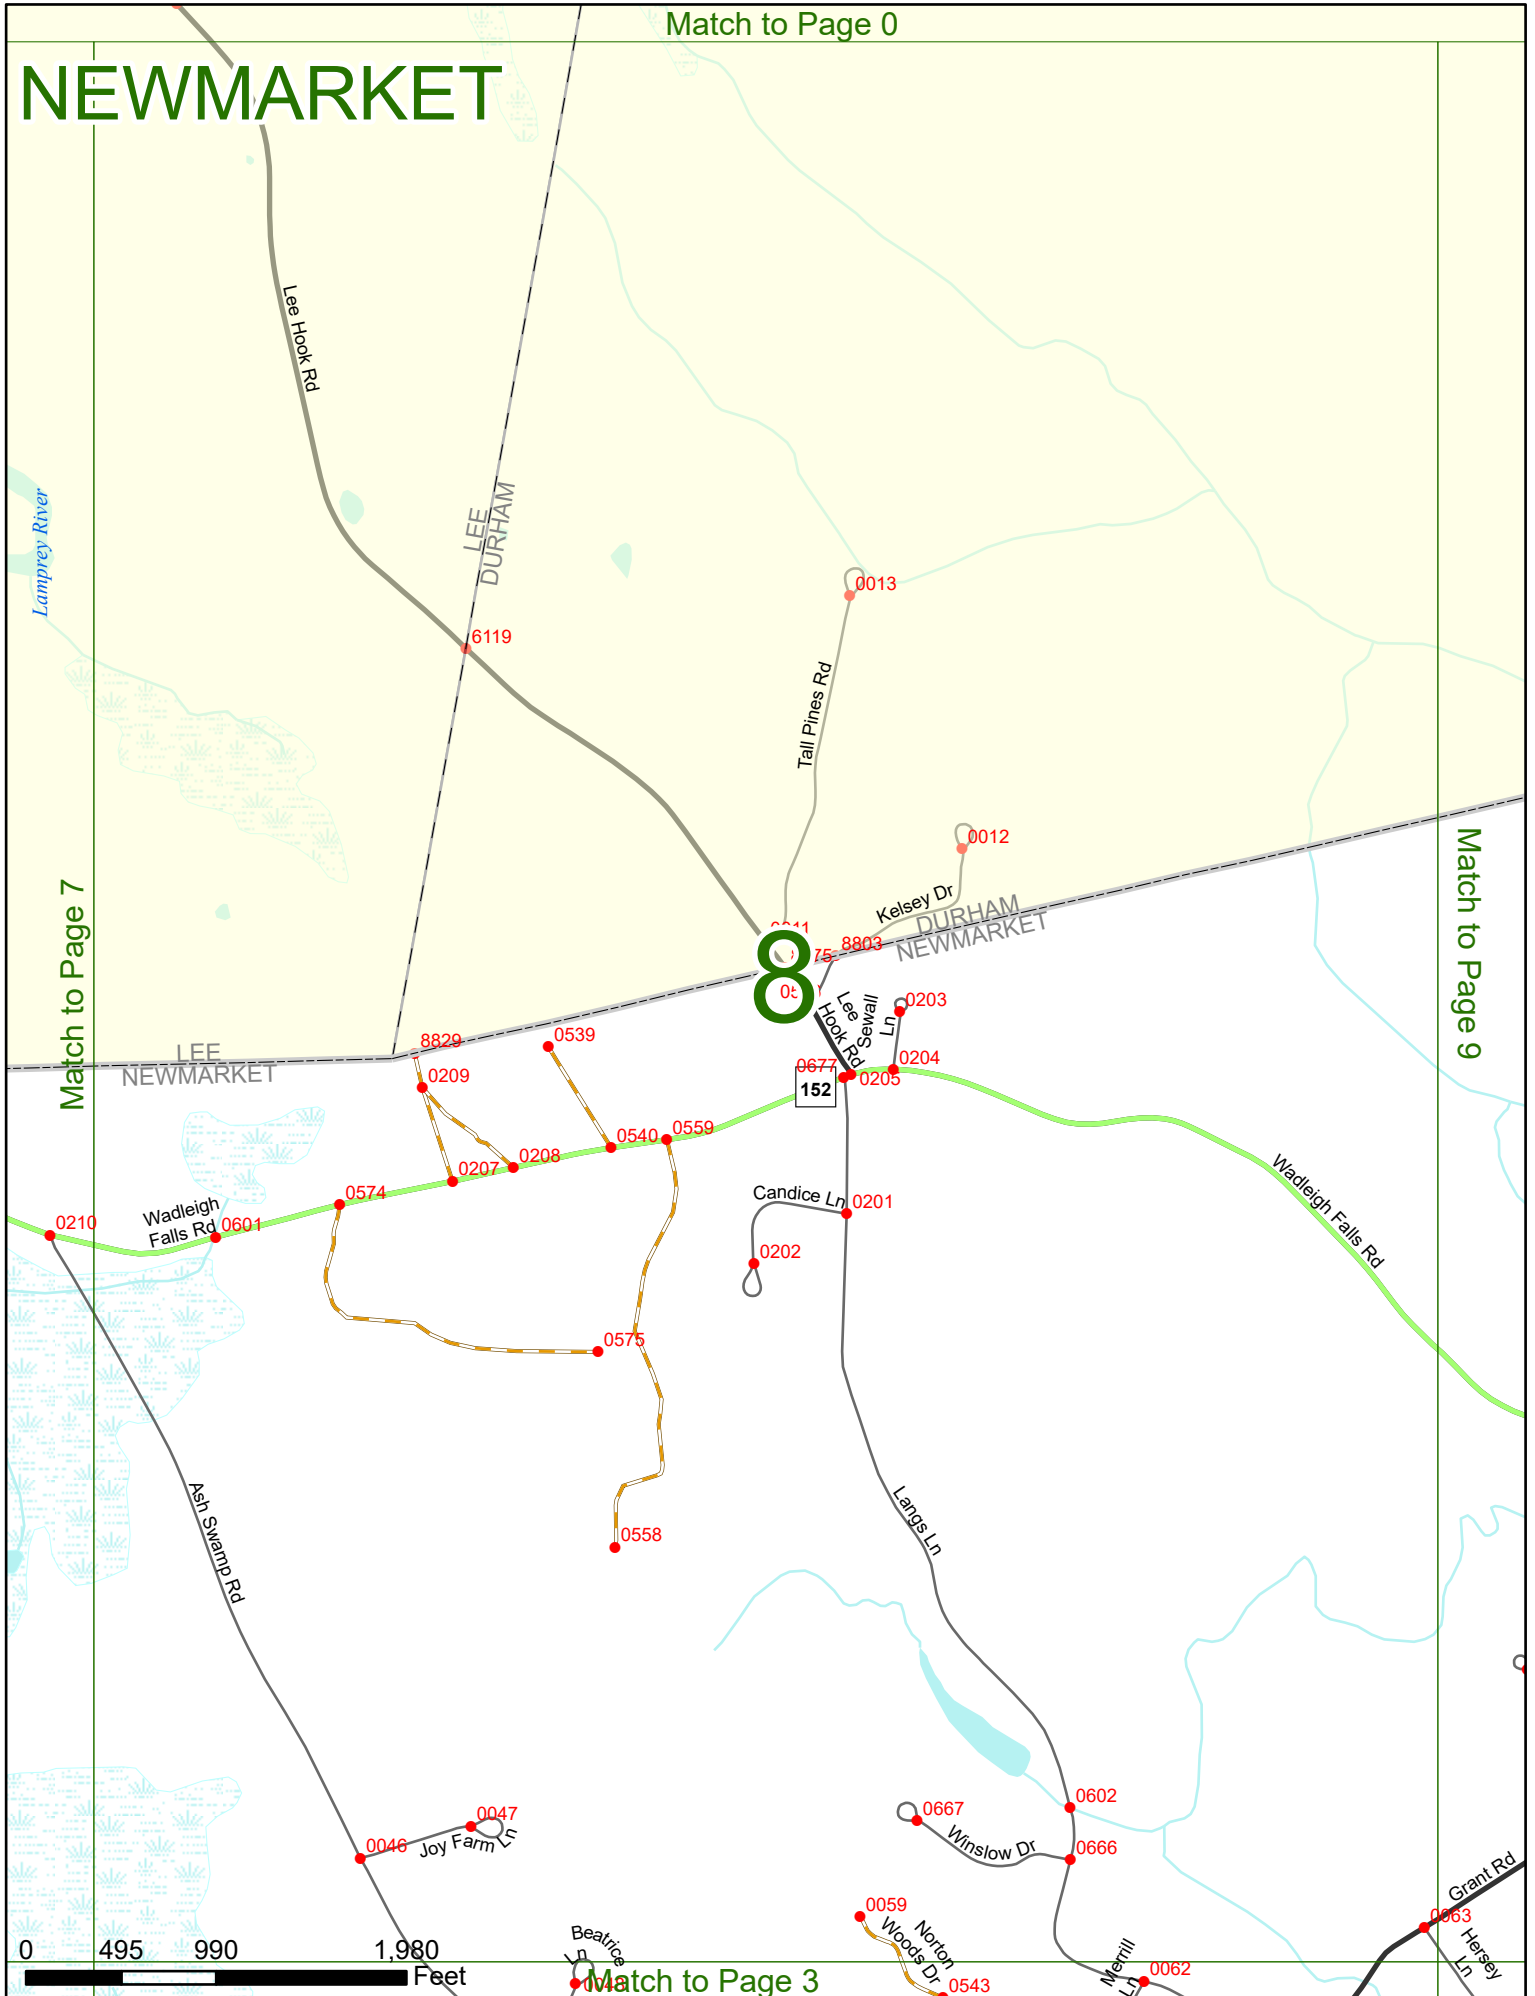 Match to Page 0
NEWMARKET
Lee Hook Rd
Lamprey River
LEE
DURHAM
0013
6119
Tall Pines Rd
0012
Kelsey Dr
DURHAM
NEWMARKET
8803
8
Match to Page 7
Match to Page 9
Lee
Hook Rd
Sewall
Ln
0203
LEE
NEWMARKET
8829
0539
0209
0677
0204
0205
152
0540
0559
0208
0207
0574
Candice Ln
0201
Wadleigh
Falls Rd
0210
0601
Wadleigh Falls Rd
0202
0575
Ash Swamp Rd
Langs Ln
0558
0602
0047
0667
Joy Farm Ln
0046
Winslow Dr
0666
Grant Rd
0059
Norton
Woods Dr
0063
Hersey
Ln
Beatrice
Ln
Merrill
Ln
0062
0543
0 495 990 1,980
Feet
Match to Page 3